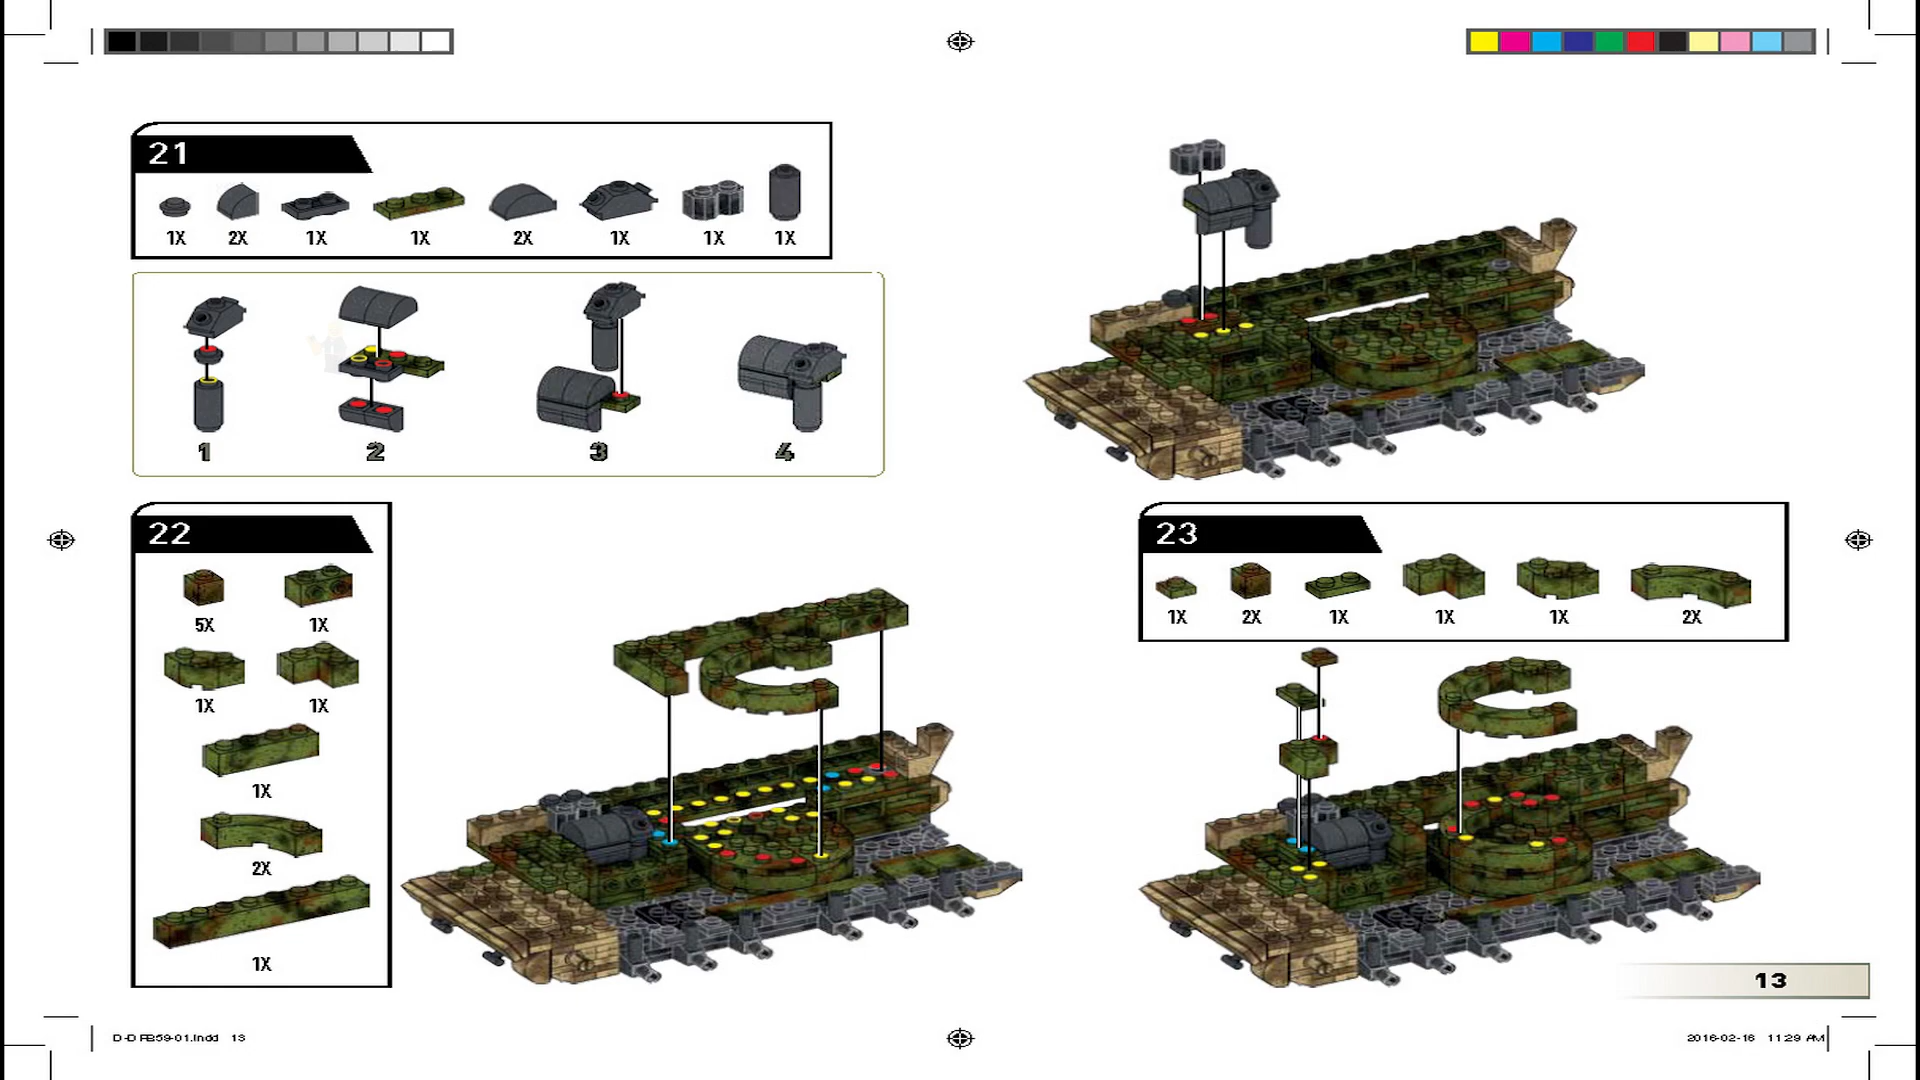 21
1X 2X 1X 1X 2X 1X 1X 1X
1 2 3 4
22
5X 1X
1X 1X
1X
2X
1X
23
1X 2X 1X 1X 1X 2X
13
D-DFB59-01.indd 13
2016-02-16 11:29 AM